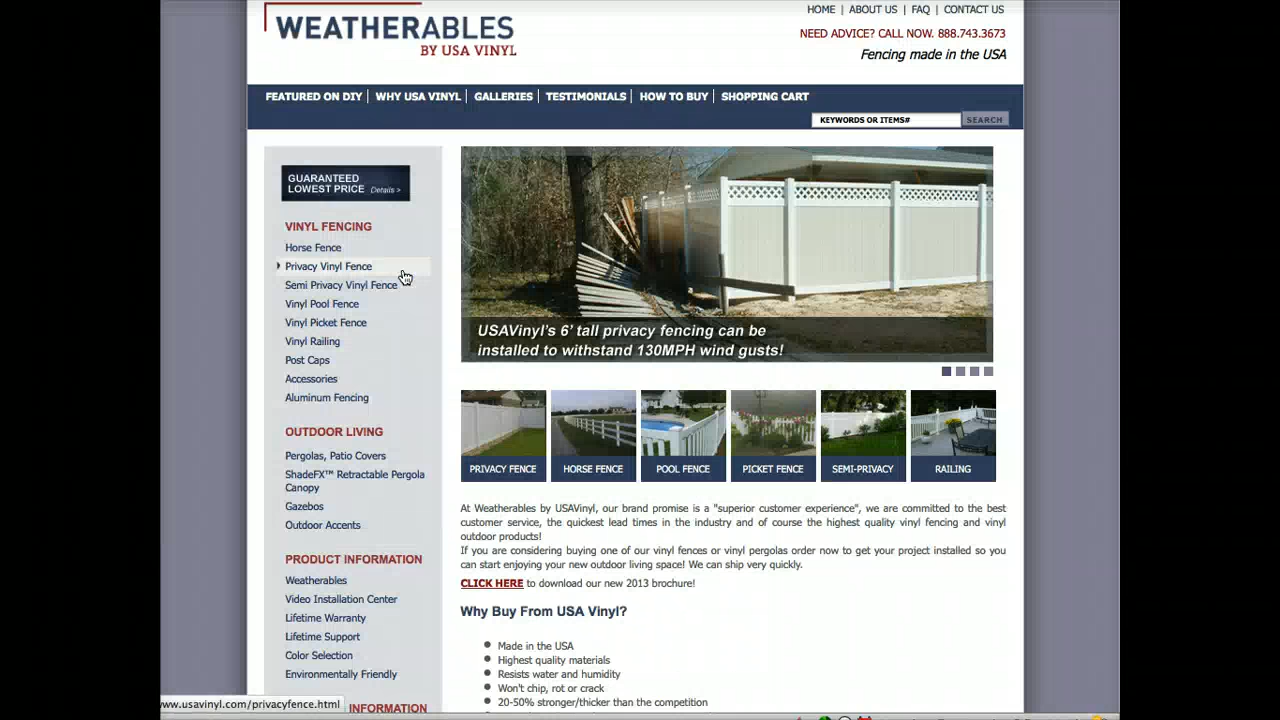 WEATHERABLES
BY USA VINYL
HOME | ABOUT US | FAQ | CONTACT US
NEED ADVICE? CALL NOW. 888.743.3673
Fencing made in the USA
FEATURED ON DIY | WHY USA VINYL | GALLERIES | TESTIMONIALS | HOW TO BUY | SHOPPING CART
KEYWORDS OR ITEMS# SEARCH
GUARANTEED
LOWEST PRICE Details >
VINYL FENCING
Horse Fence
Privacy Vinyl Fence
Semi Privacy Vinyl Fence
Vinyl Pool Fence
Vinyl Picket Fence
Vinyl Railing
Post Caps
Accessories
Aluminum Fencing
OUTDOOR LIVING
Pergolas, Patio Covers
ShadeFX™ Retractable Pergola
Canopy
Gazebos
Outdoor Accents
PRODUCT INFORMATION
Weatherables
Video Installation Center
Lifetime Warranty
Lifetime Support
Color Selection
Environmentally Friendly
INFORMATION
www.usavinyl.com/privacyfence.html
USAVinyl's 6' tall privacy fencing can be
installed to withstand 130MPH wind gusts!
PRIVACY FENCE
HORSE FENCE
POOL FENCE
PICKET FENCE
SEMI-PRIVACY
RAILING
At Weatherables by USAVinyl, our brand promise is a "superior customer experience", we are committed to the best
customer service, the quickest lead times in the industry and of course the highest quality vinyl fencing and vinyl
outdoor products!
If you are considering buying one of our vinyl fences or vinyl pergolas order now to get your project installed so you
can start enjoying your new outdoor living space! We can ship very quickly.
CLICK HERE to download our new 2013 brochure!
Why Buy From USA Vinyl?
Made in the USA
Highest quality materials
Resists water and humidity
Won't chip, rot or crack
20-50% stronger/thicker than the competition